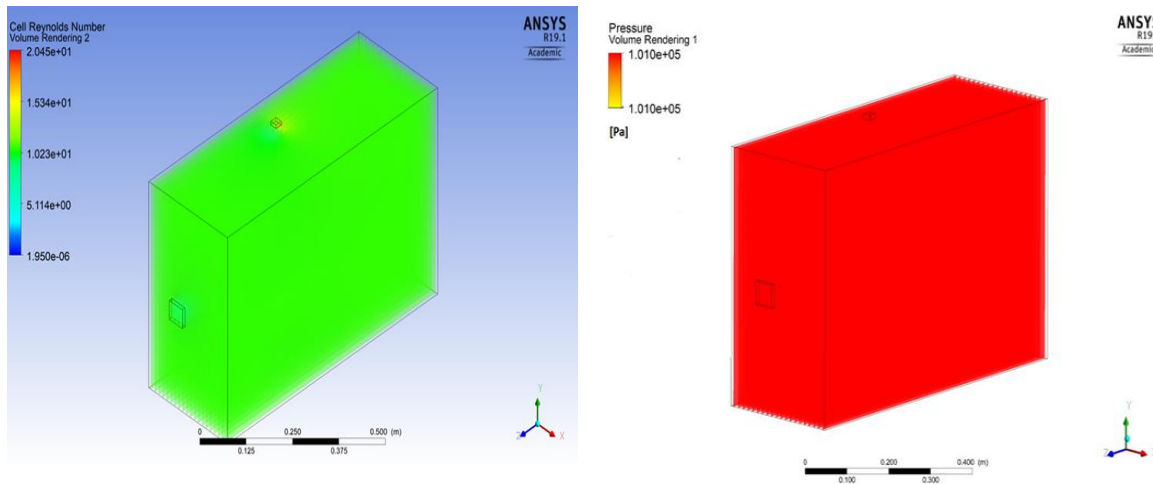 Cell Reynolds Number
Volume Rendering 2
2.045e+01
1.534e+01
1.023e+01
5.114e+00
1.950e-06
ANSYS
R19.1
Academic
0 0.250 0.500 (m)
0.125 0.375
Y
Z X
Pressure
Volume Rendering 1
1.010e+05
1.010e+05
[Pa]
ANSYS
R19
Academic
0 0.200 0.400 (m)
0.100 0.300
Y
Z